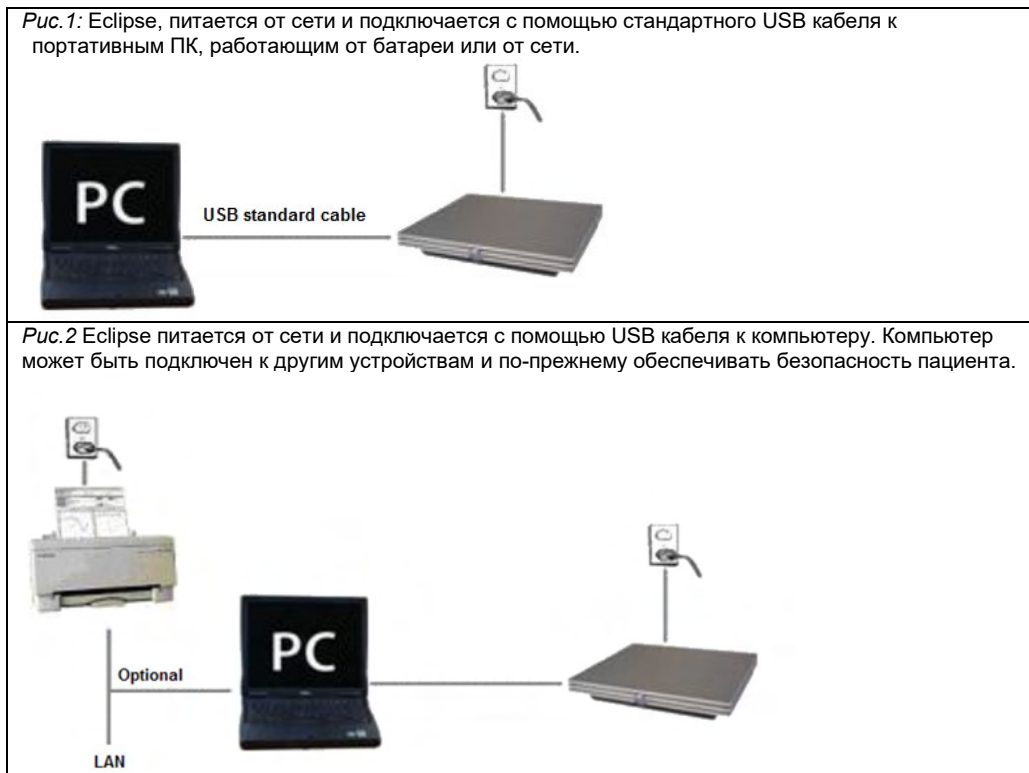 Рис.1: Eclipse, питается от сети и подключается с помощью стандартного USB кабеля к
портативным ПК, работающим от батареи или от сети.
PC
USB standard cable
Рис.2 Eclipse питается от сети и подключается с помощью USB кабеля к компьютеру. Компьютер
может быть подключен к другим устройствам и по-прежнему обеспечивать безопасность пациента.
PC
Optional
LAN